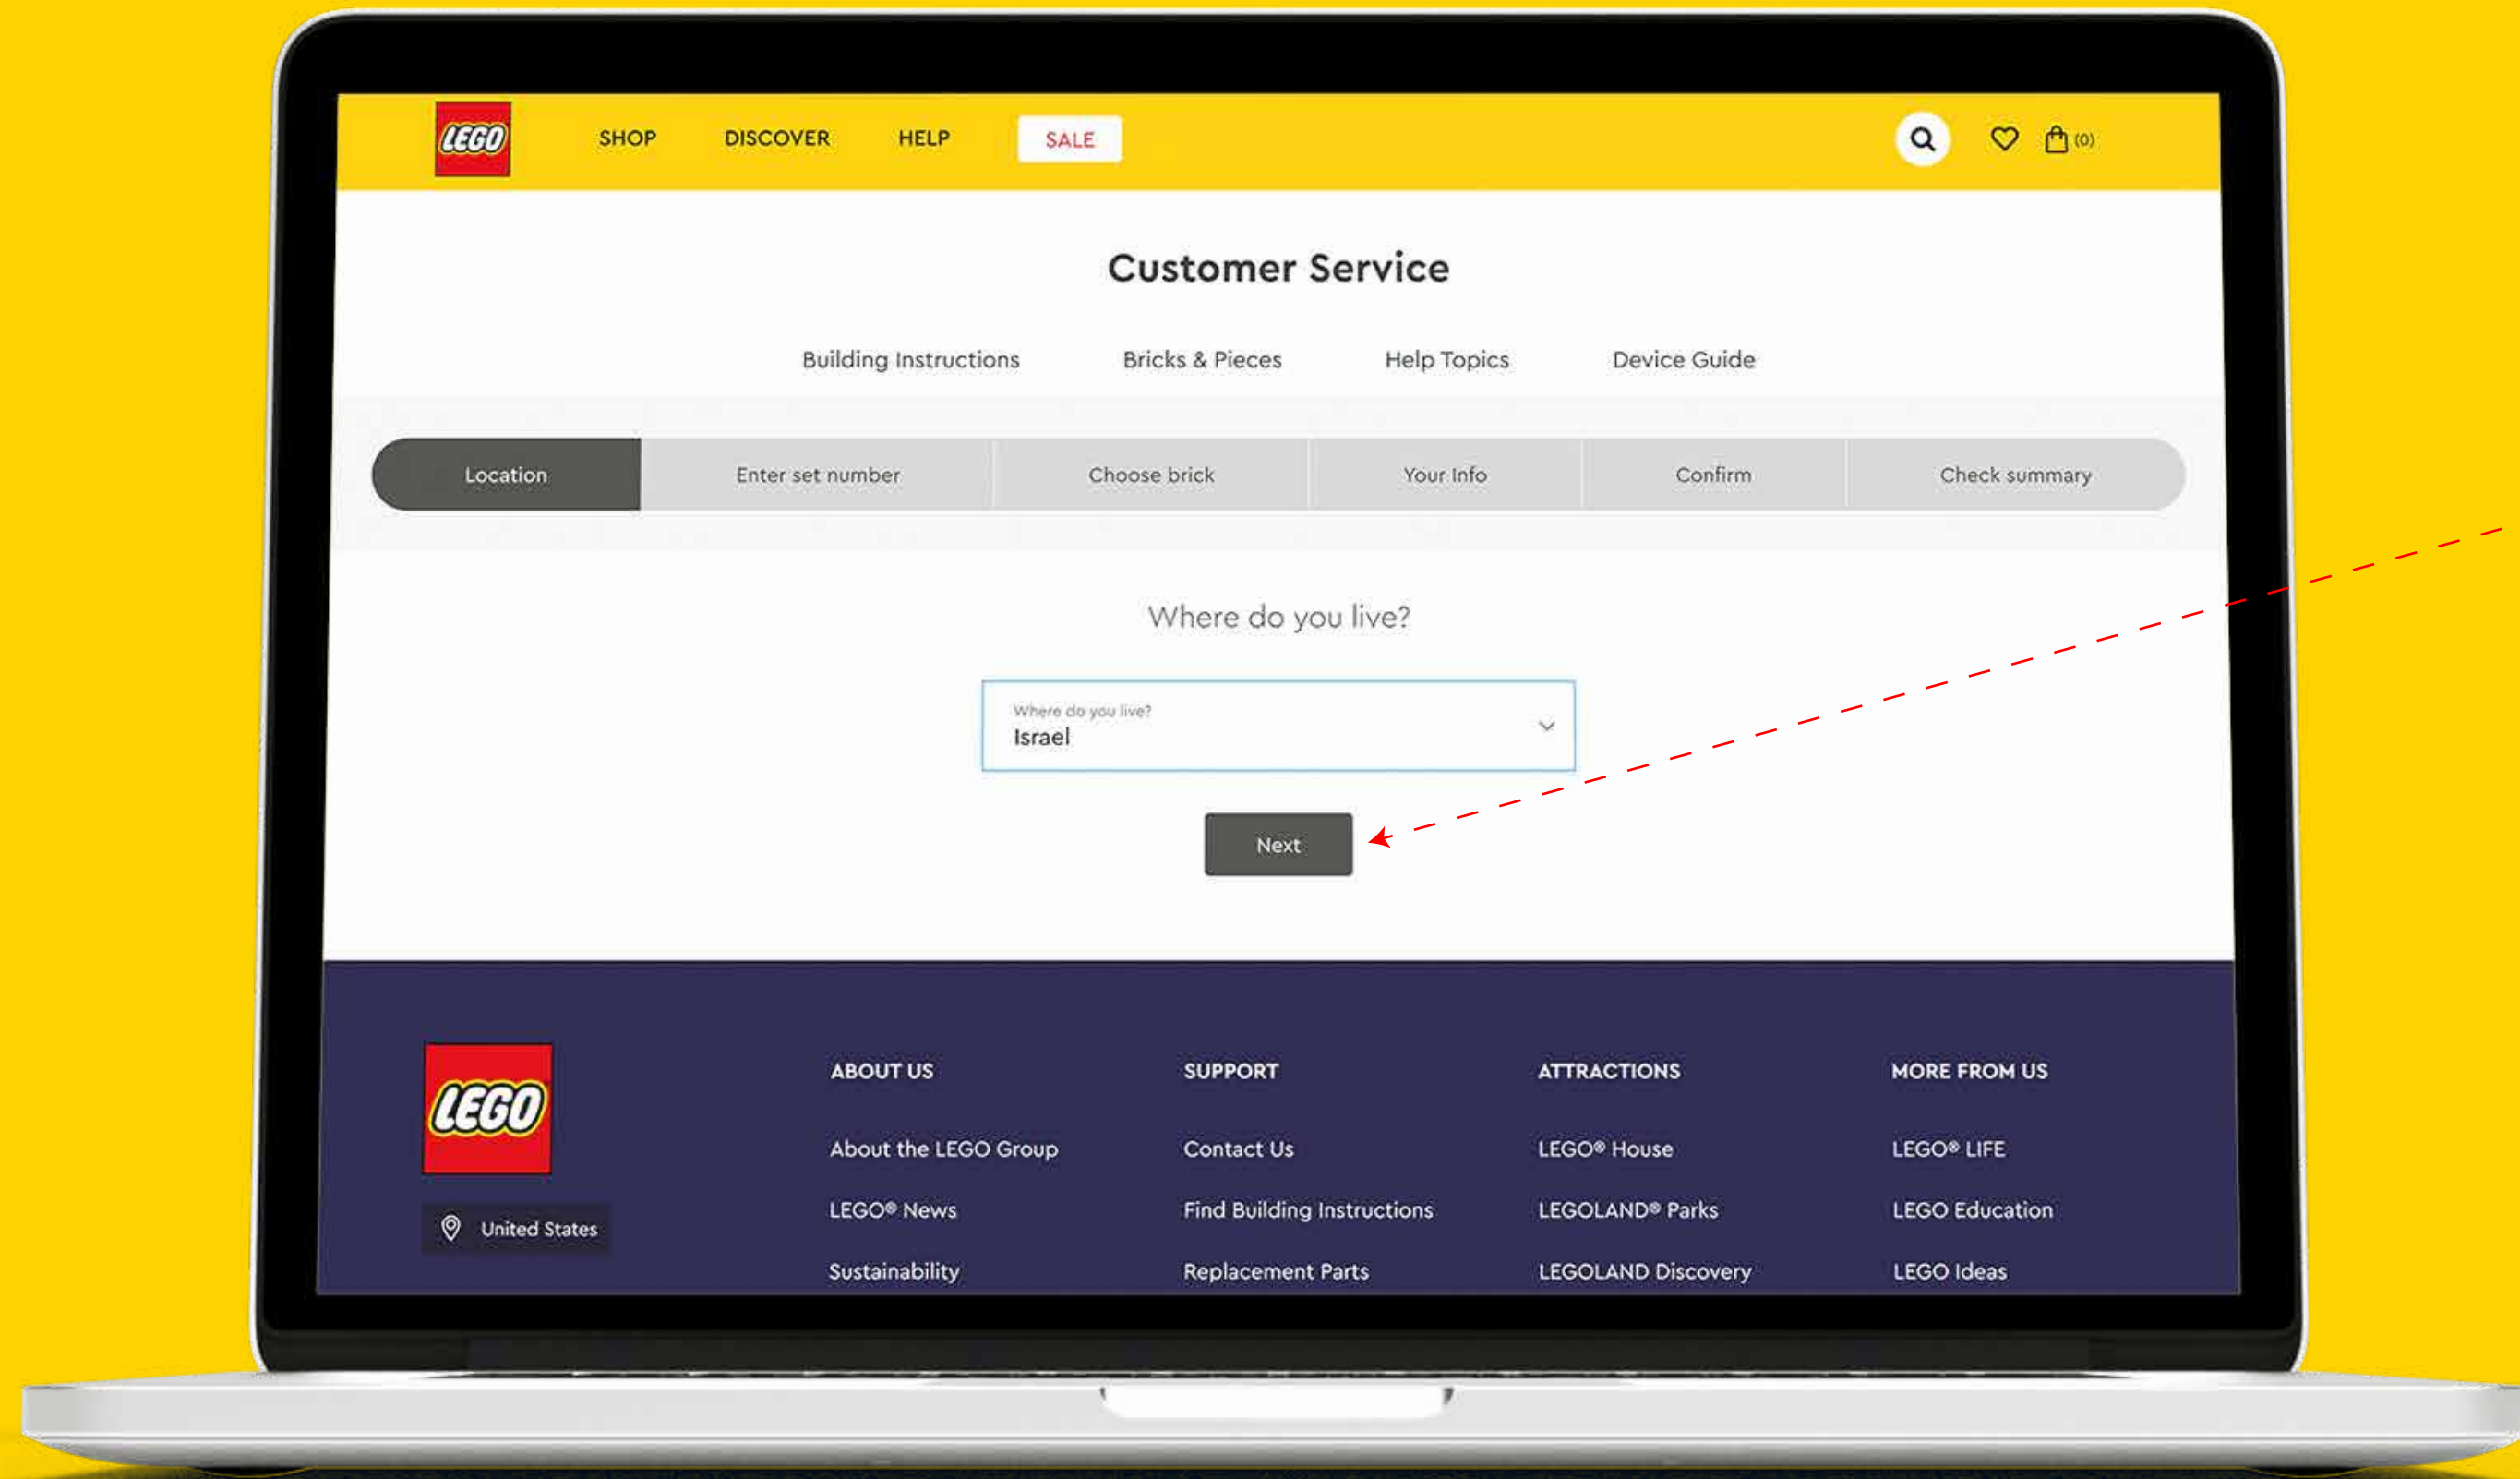 LEGO SHOP DISCOVER HELP SALE (0)
Customer Service
Building Instructions Bricks & Pieces Help Topics Device Guide
Location Enter set number Choose brick Your Info Confirm Check summary
Where do you live?
Where do you live?
Israel
Next
LEGO
United States
ABOUT US
About the LEGO Group
LEGO® News
Sustainability
SUPPORT
Contact Us
Find Building Instructions
Replacement Parts
ATTRACTIONS
LEGO® House
LEGOLAND® Parks
LEGOLAND Discovery
MORE FROM US
LEGO® LIFE
LEGO Education
LEGO Ideas